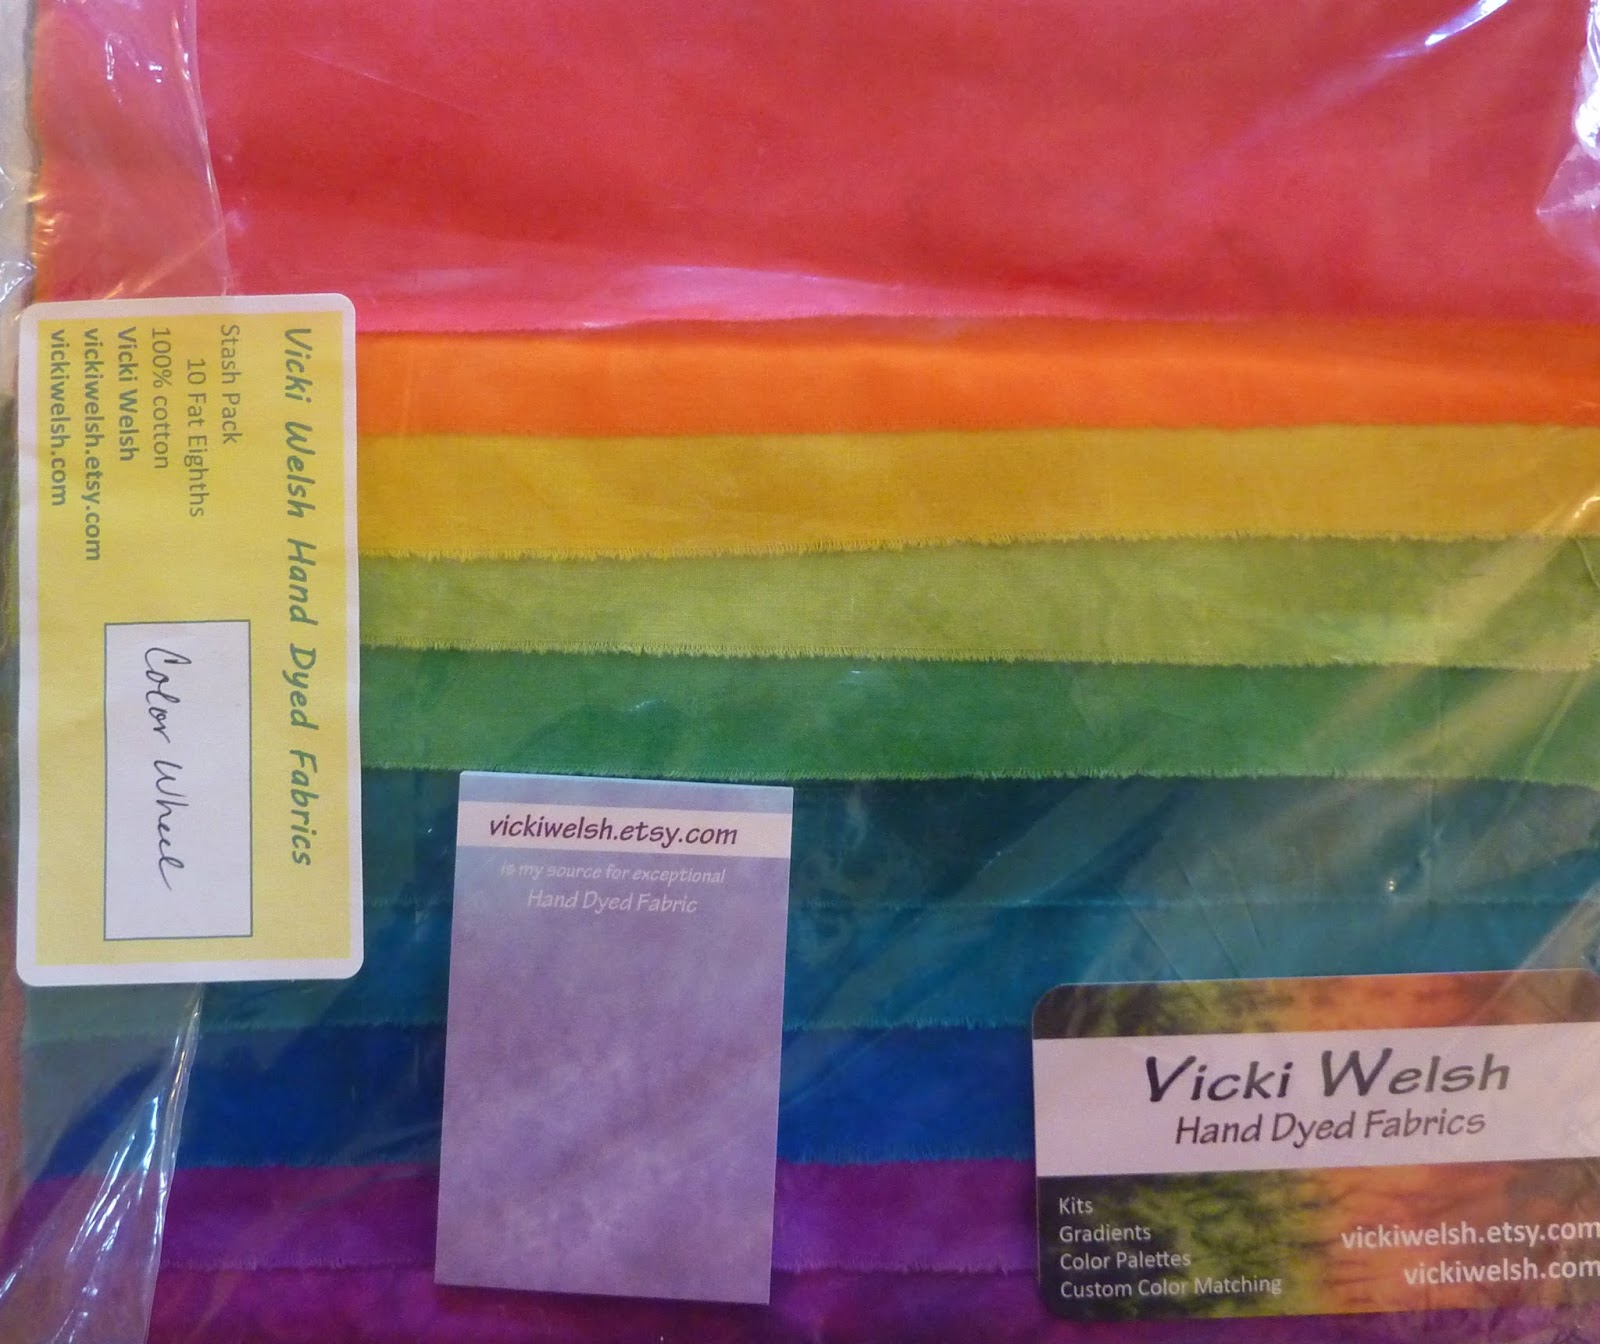 Vicki Welsh Hand Dyed Fabrics
Stash Pack
10 Fat Eighths
100% cotton
Vicki Welsh
vickiwelsh.etsy.com
vickiwelsh.com
Color Wheel
vickiwelsh.etsy.com
is my source for exceptional
Hand Dyed Fabric
Vicki Welsh
Hand Dyed Fabrics
Kits
Gradients
Color Palettes
Custom Color Matching
vickiwelsh.etsy.com
vickiwelsh.com